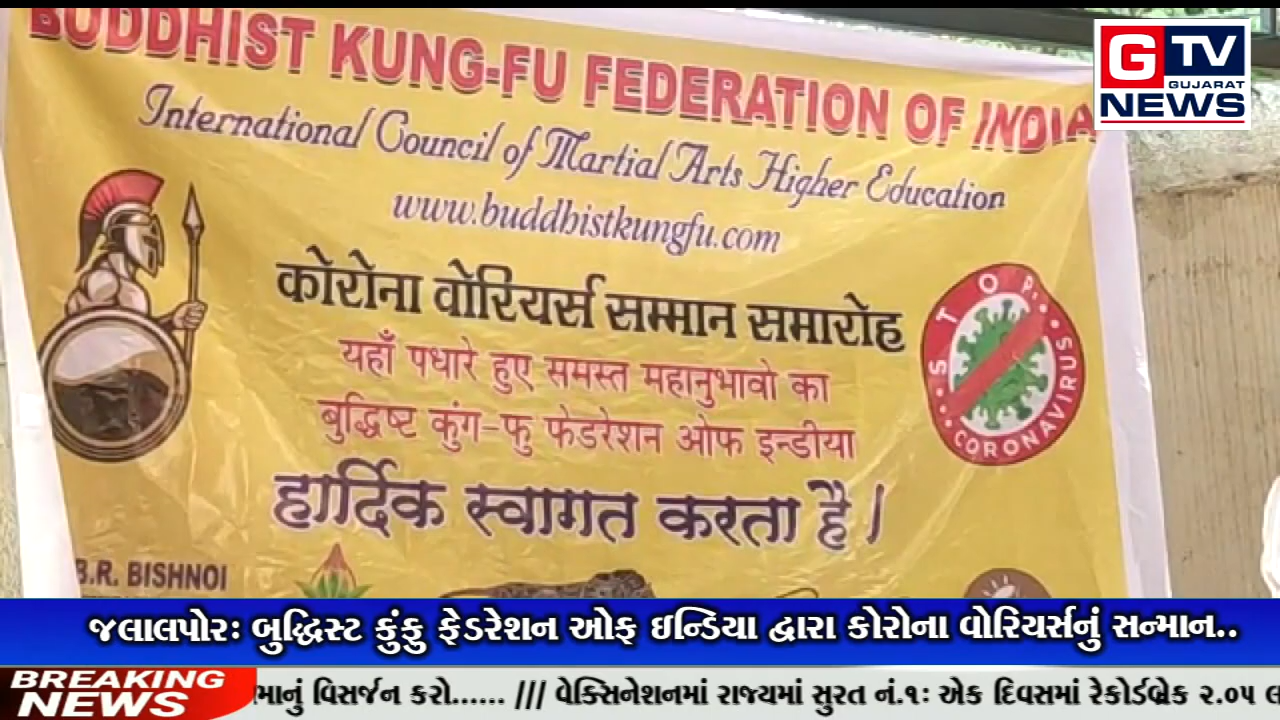 BUDDHIST KUNG-FU FEDERATION OF INDIA
G TV
GUJARAT
NEWS
International Council of Martial Arts Higher Education
www.buddhistkungfu.com
कोरोना वोरियर्स सम्मान समारोह
यहाँ पधारे हुए समस्त महानुभावो का
बुद्धिष्ट कुंग-फु फेडरेशन ओफ इन्डीया
हार्दिक स्वागत करता है।
STOP
CORONAVIRUS
B.R. BISHNOI
જલાલપોર: બુદ્ધિસ્ટ કુંફુ ફેડરેશન ઓફ ઇન્ડિયા દ્વારા કોરોના વોરિયર્સનું સન્માન..
BREAKING
NEWS
વિસર્જન કરો...... /// વેક્સિનેશનમાં રાજ્યમાં સુરત નં.૧: એક દિવસમાં રેકોર્ડબ્રેક ૨.૦૫